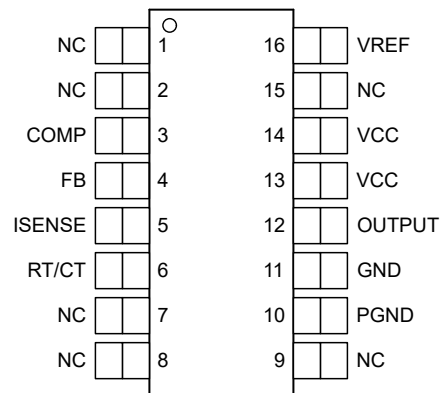 NC 1 16 VREF
NC 2 15 NC
COMP 3 14 VCC
FB 4 13 VCC
ISENSE 5 12 OUTPUT
RT/CT 6 11 GND
NC 7 10 PGND
NC 8 9 NC